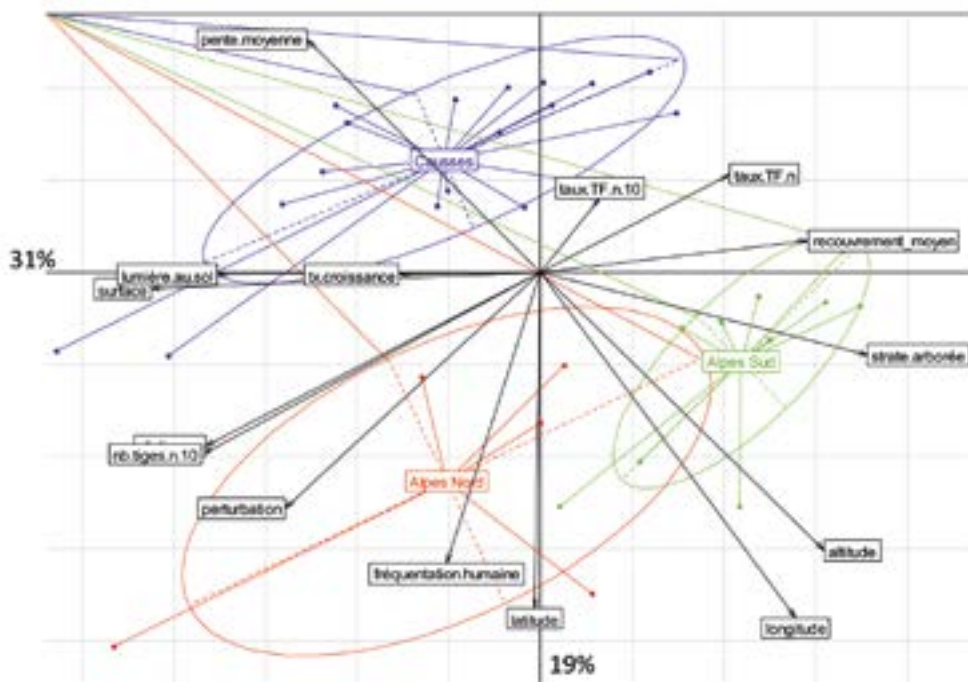 pente.moyenne
Causses
taux.TF.n.10
taux.TF.n
recouvrement_moyen
31%
lumière.au.sol
tx.croissance
surface
Alpes Sud
strate.arborée
nb.tiges.n.10
Alpes Nord
perturbation
altitude
fréquentation.humaine
latitude
longitude
19%